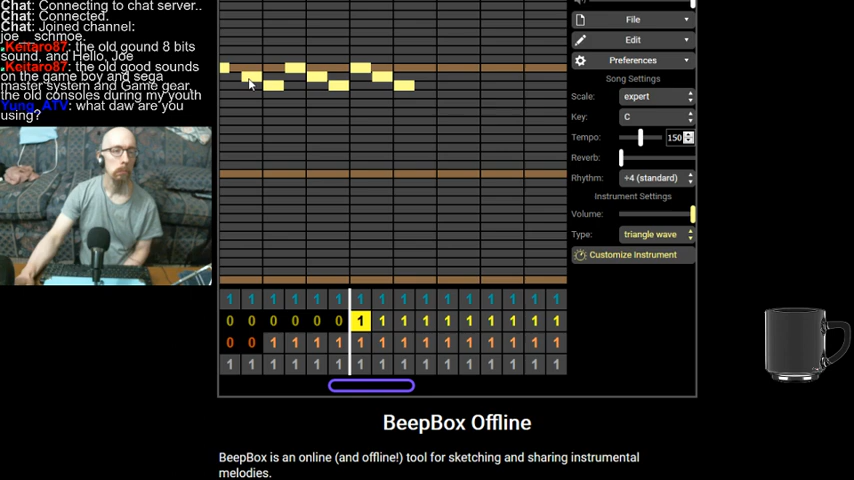 Chat: Connecting to chat server..
Chat: Connected.
Chat: Joined channel:
joe__schmoe.
Keitaro87: the old gound 8 bits
sound, and Hello, Joe
Keitaro87: the old good sounds
on the game boy and sega
master system and Game gear,
the old consoles during my youth
Yung_ATV: what daw are you
using?
File
Edit
Preferences
Song Settings
Scale: expert
Key: C
Tempo: 150
Reverb:
Rhythm: ÷4 (standard)
Instrument Settings
Volume:
Type: triangle wave
Customize Instrument
1 1 1 1 1 1 1 1 1 1 1 1 1 1 1 1
0 0 0 0 0 0 1 1 1 1 1 1 1 1 1 1
0 0 1 1 1 1 1 1 1 1 1 1 1 1 1 1
1 1 1 1 1 1 1 1 1 1 1 1 1 1 1 1
BeepBox Offline
BeepBox is an online (and offline!) tool for sketching and sharing instrumental
melodies.